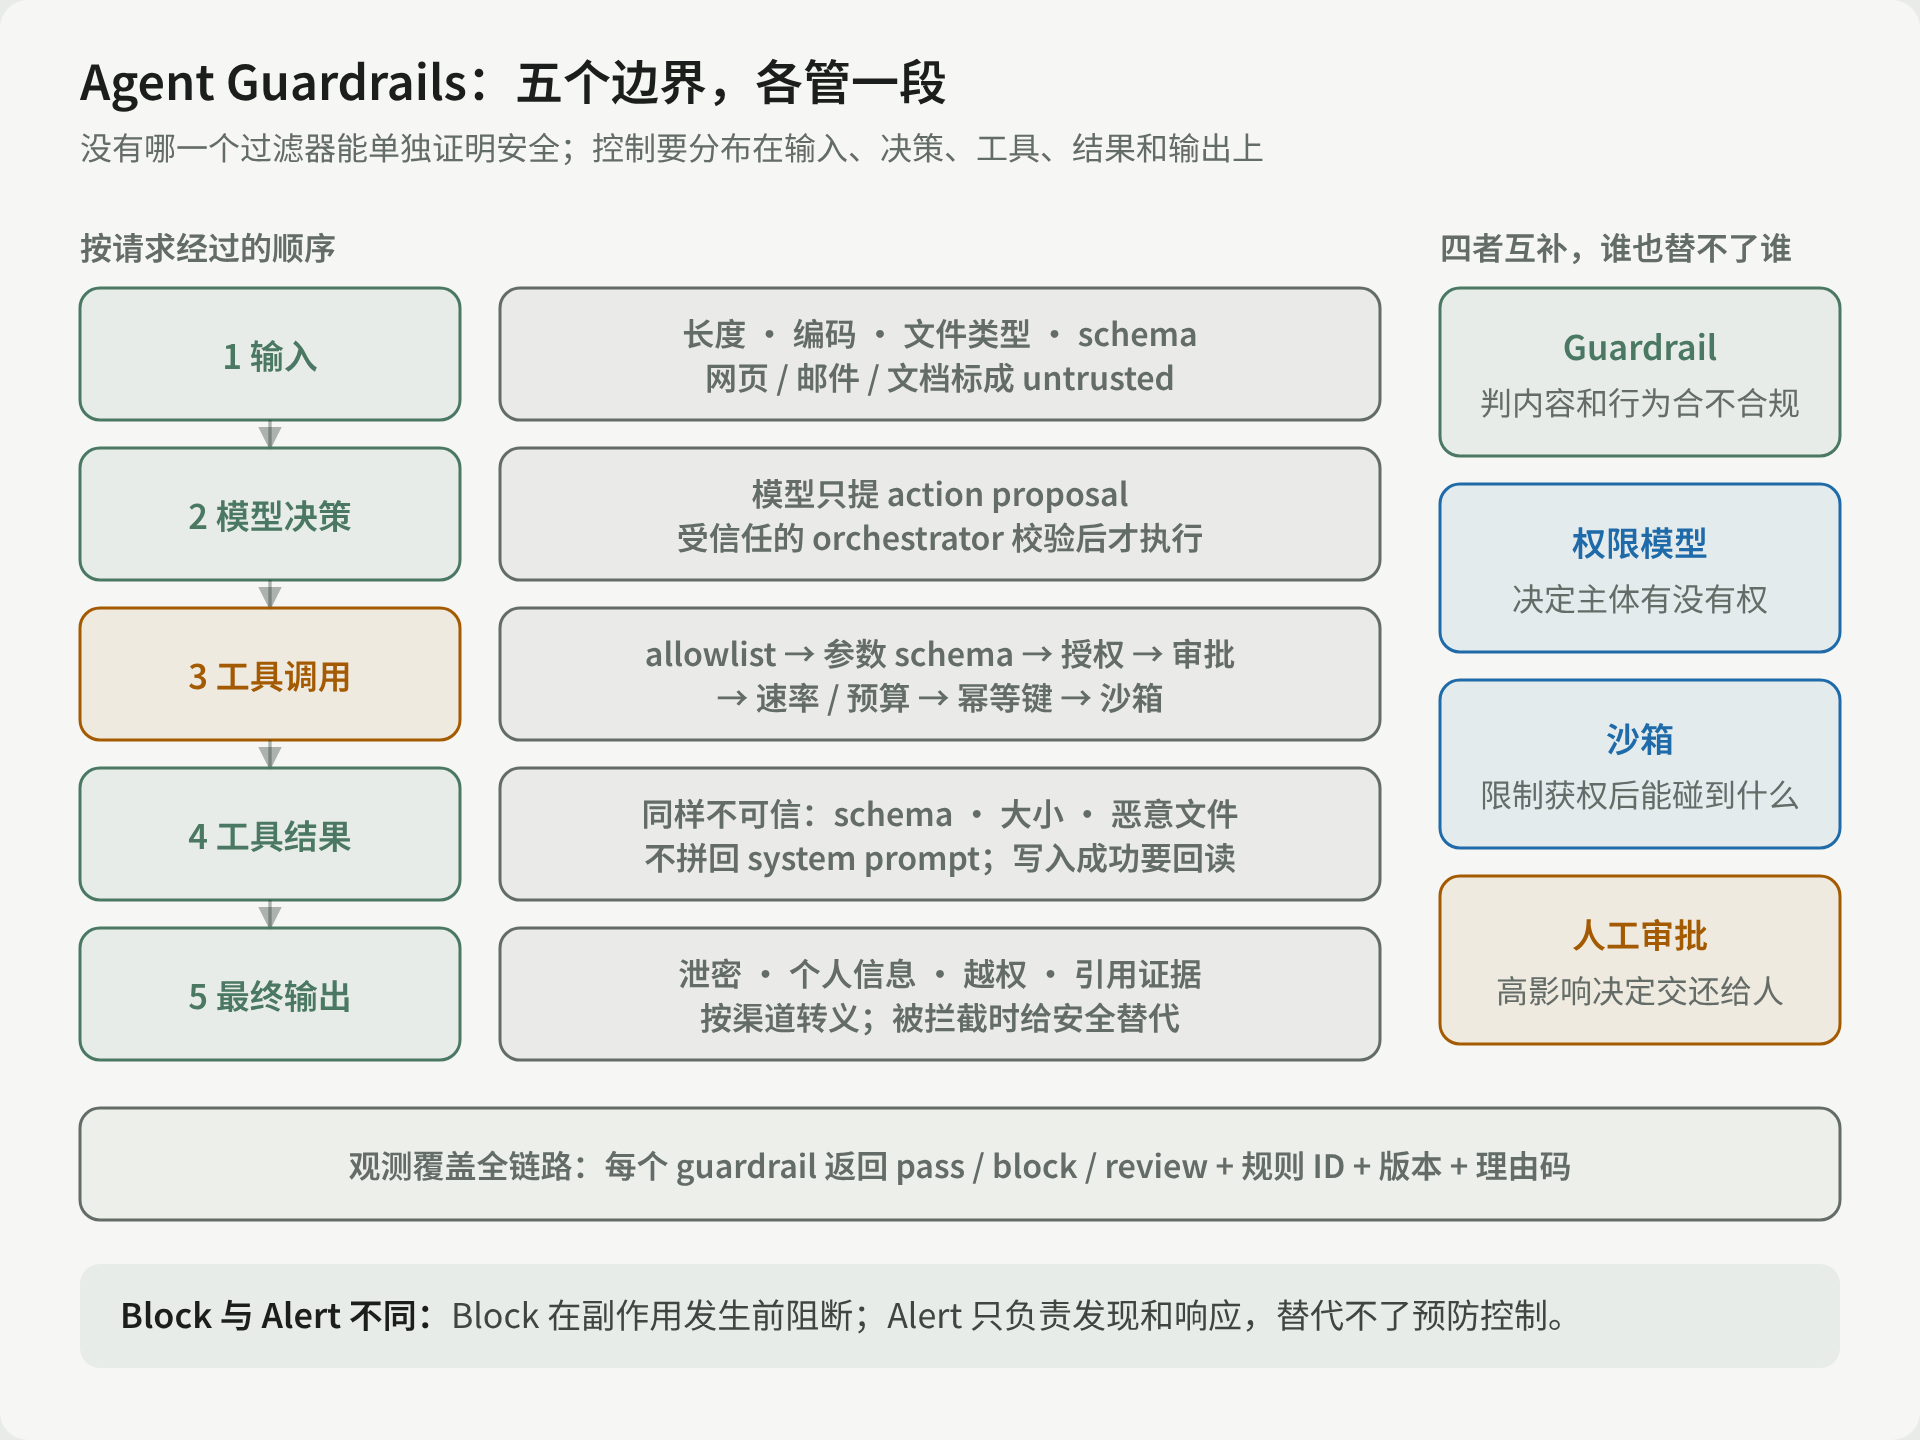 Agent Guardrails：五个边界，各管一段
没有哪一个过滤器能单独证明安全；控制要分布在输入、决策、工具、结果和输出上
按请求经过的顺序
1 输入
长度 · 编码 · 文件类型 · schema
网页 / 邮件 / 文档标成 untrusted
2 模型决策
模型只提 action proposal
受信任的 orchestrator 校验后才执行
3 工具调用
allowlist → 参数 schema → 授权 → 审批
→ 速率 / 预算 → 幂等键 → 沙箱
4 工具结果
同样不可信：schema · 大小 · 恶意文件
不拼回 system prompt；写入成功要回读
5 最终输出
泄密 · 个人信息 · 越权 · 引用证据
按渠道转义；被拦截时给安全替代
四者互补，谁也替不了谁
Guardrail
判内容和行为合不合规
权限模型
决定主体有没有权
沙箱
限制获权后能碰到什么
人工审批
高影响决定交还给人
观测覆盖全链路：每个 guardrail 返回 pass / block / review + 规则 ID + 版本 + 理由码
Block 与 Alert 不同：Block 在副作用发生前阻断；Alert 只负责发现和响应，替代不了预防控制。